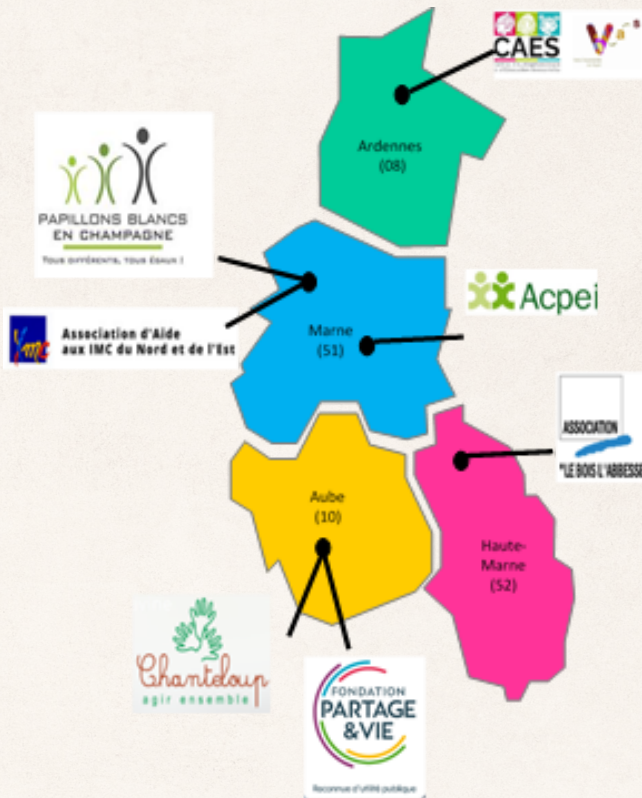 CAES
Ardennes
(08)
PAPILLONS BLANCS
EN CHAMPAGNE
TOUS DIFFÉRENTS, TOUS ÉGAUX !
Acpei
imc
Association d'Aide
aux IMC du Nord et de l'Est
Marne
(51)
ASSOCIATION
"LE BOIS L'ABBESSE
Aube
(10)
Haute-
Marne
(52)
Chanteloup
agir ensemble
FONDATION
PARTAGE
&VIE
Reconnue d'utilité publique